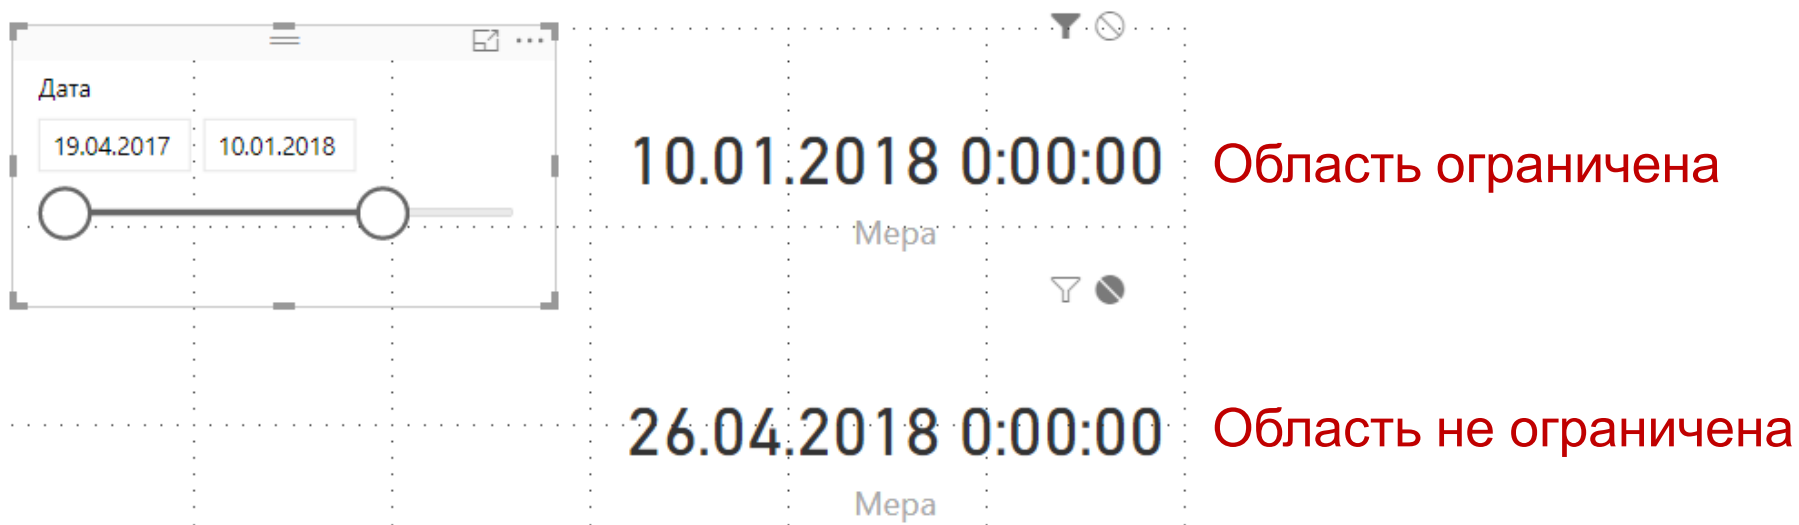 Дата
19.04.2017 10.01.2018
10.01.2018 0:00:00 Область ограничена
Мера
26.04.2018 0:00:00 Область не ограничена
Мера